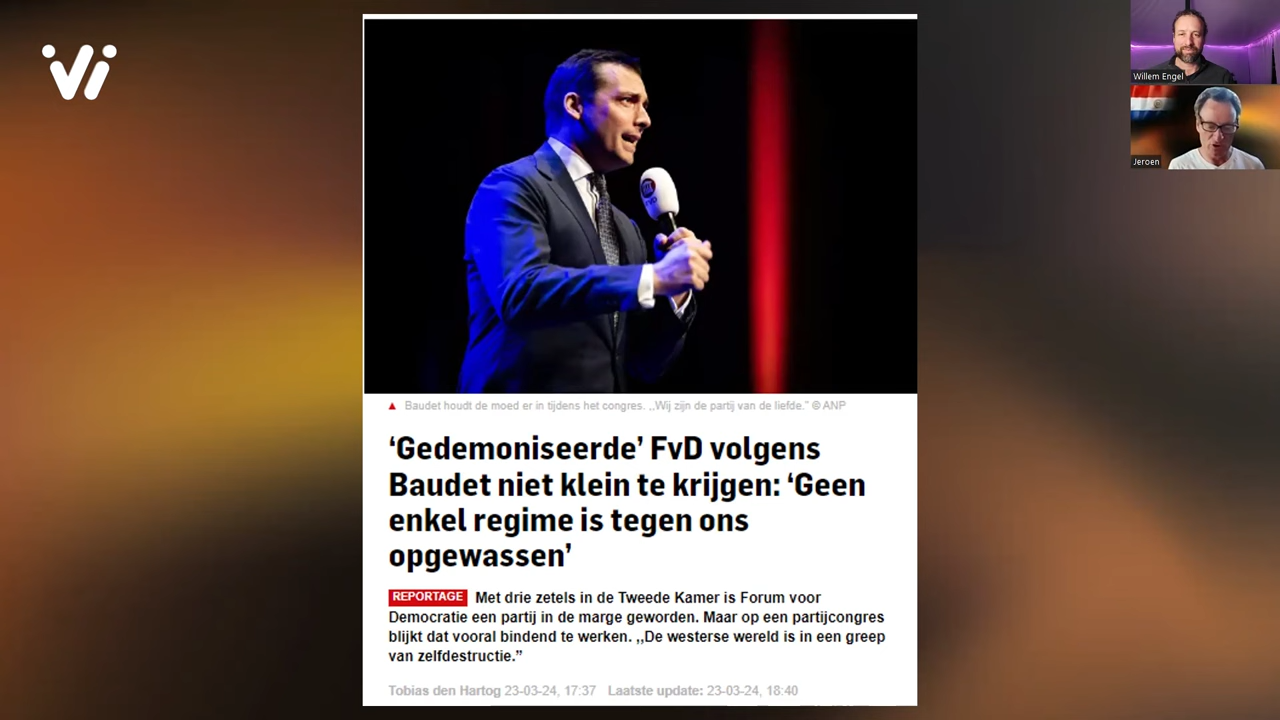 Vi
Willem Engel
Jeroen
FVD
Baudet houdt de moed er in tijdens het congres. ,,Wij zijn de partij van de liefde.” © ANP
‘Gedemoniseerde’ FvD volgens
Baudet niet klein te krijgen: ‘Geen
enkel regime is tegen ons
opgewassen’
REPORTAGE Met drie zetels in de Tweede Kamer is Forum voor
Democratie een partij in de marge geworden. Maar op een partijcongres
blijkt dat vooral bindend te werken. ,,De westerse wereld is in een greep
van zelfdestructie.”
Tobias den Hartog 23-03-24, 17:37 Laatste update: 23-03-24, 18:40